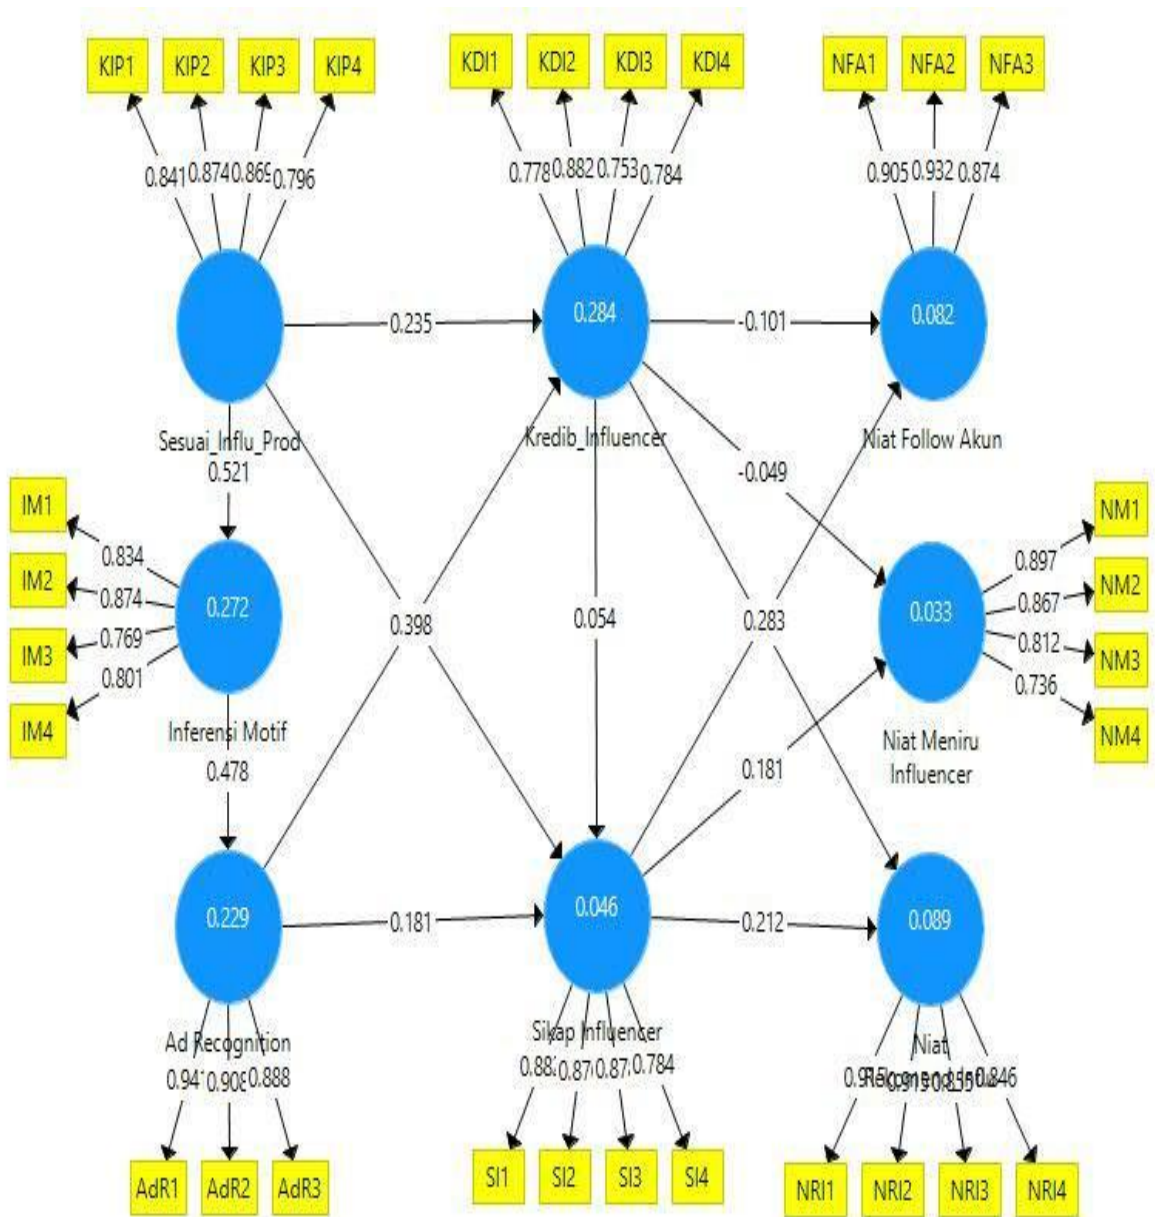 KIP1 KIP2 KIP3 KIP4 KDI1 KDI2 KDI3 KDI4 NFA1 NFA2 NFA3
0.841 0.874 0.796 0.778 0.882 0.753 0.784 0.905 0.932 0.874
0.284 0.082
0.235 -0.101
Sesuai_Influ_Prod Kredib_Influencer Niat Follow Akun
0.521 -0.049
IM1 NM1
0.834 0.897
IM2 NM2
0.874 0.272 0.867 0.033
0.398 0.054 0.283
IM3 0.769 0.812 NM3
0.801 0.736
IM4 NM4
Inferensi Motif Niat Meniru
Influencer
0.478 0.181
0.229 0.046 0.089
0.181 0.212
Ad Recognition Sikap Influencer Niat
0.888 0.784 0.846
AdR1 AdR2 AdR3 SI1 SI2 SI3 SI4 NRI1 NRI2 NRI3 NRI4